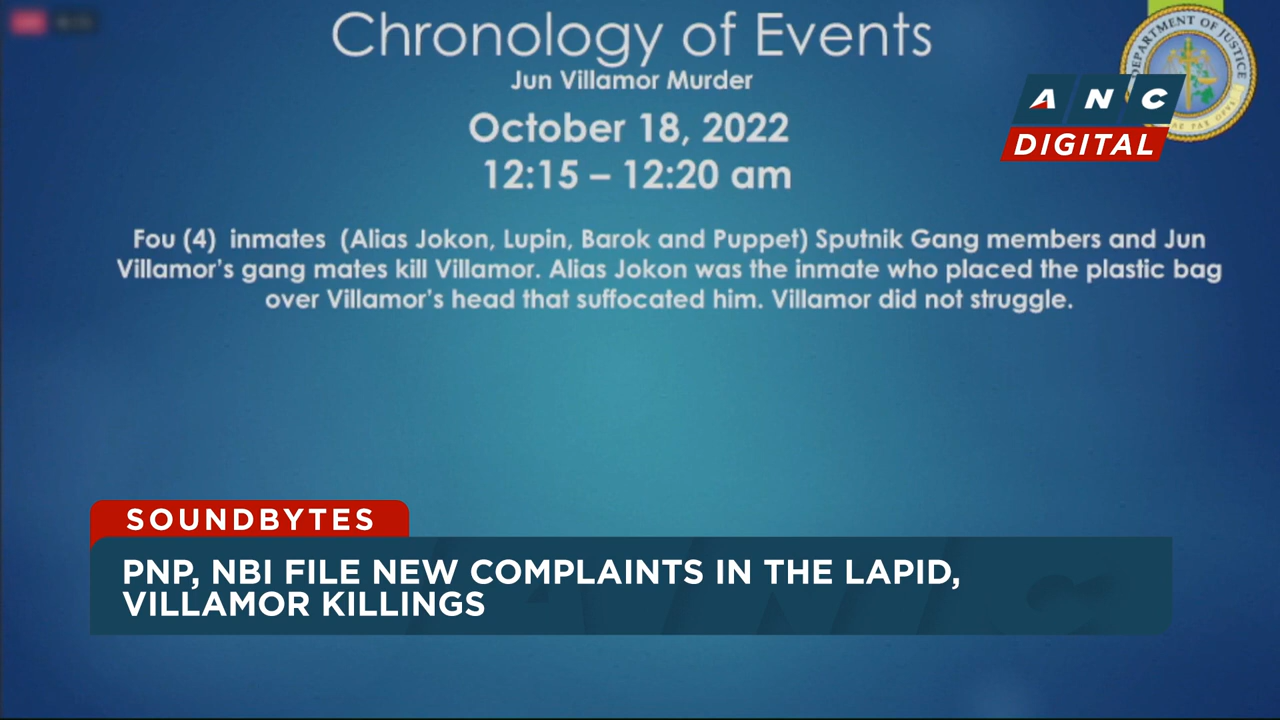 Chronology of Events
Jun Villamor Murder
October 18, 2022
12:15 – 12:20 am
Fou (4) inmates (Alias Jokon, Lupin, Barok and Puppet) Sputnik Gang members and Jun
Villamor's gang mates kill Villamor. Alias Jokon was the inmate who placed the plastic bag
over Villamor's head that suffocated him. Villamor did not struggle.
DEPARTMENT OF JUSTICE
ANC
DIGITAL
SOUNDBYTES
PNP, NBI FILE NEW COMPLAINTS IN THE LAPID,
VILLAMOR KILLINGS